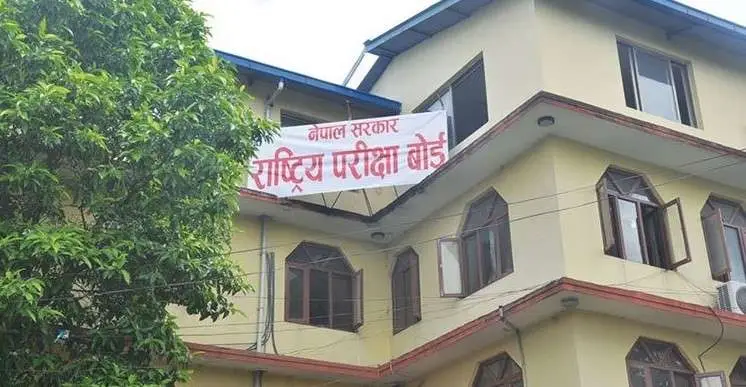 नेपाल सरकार
राष्ट्रिय परीक्षा बोर्ड